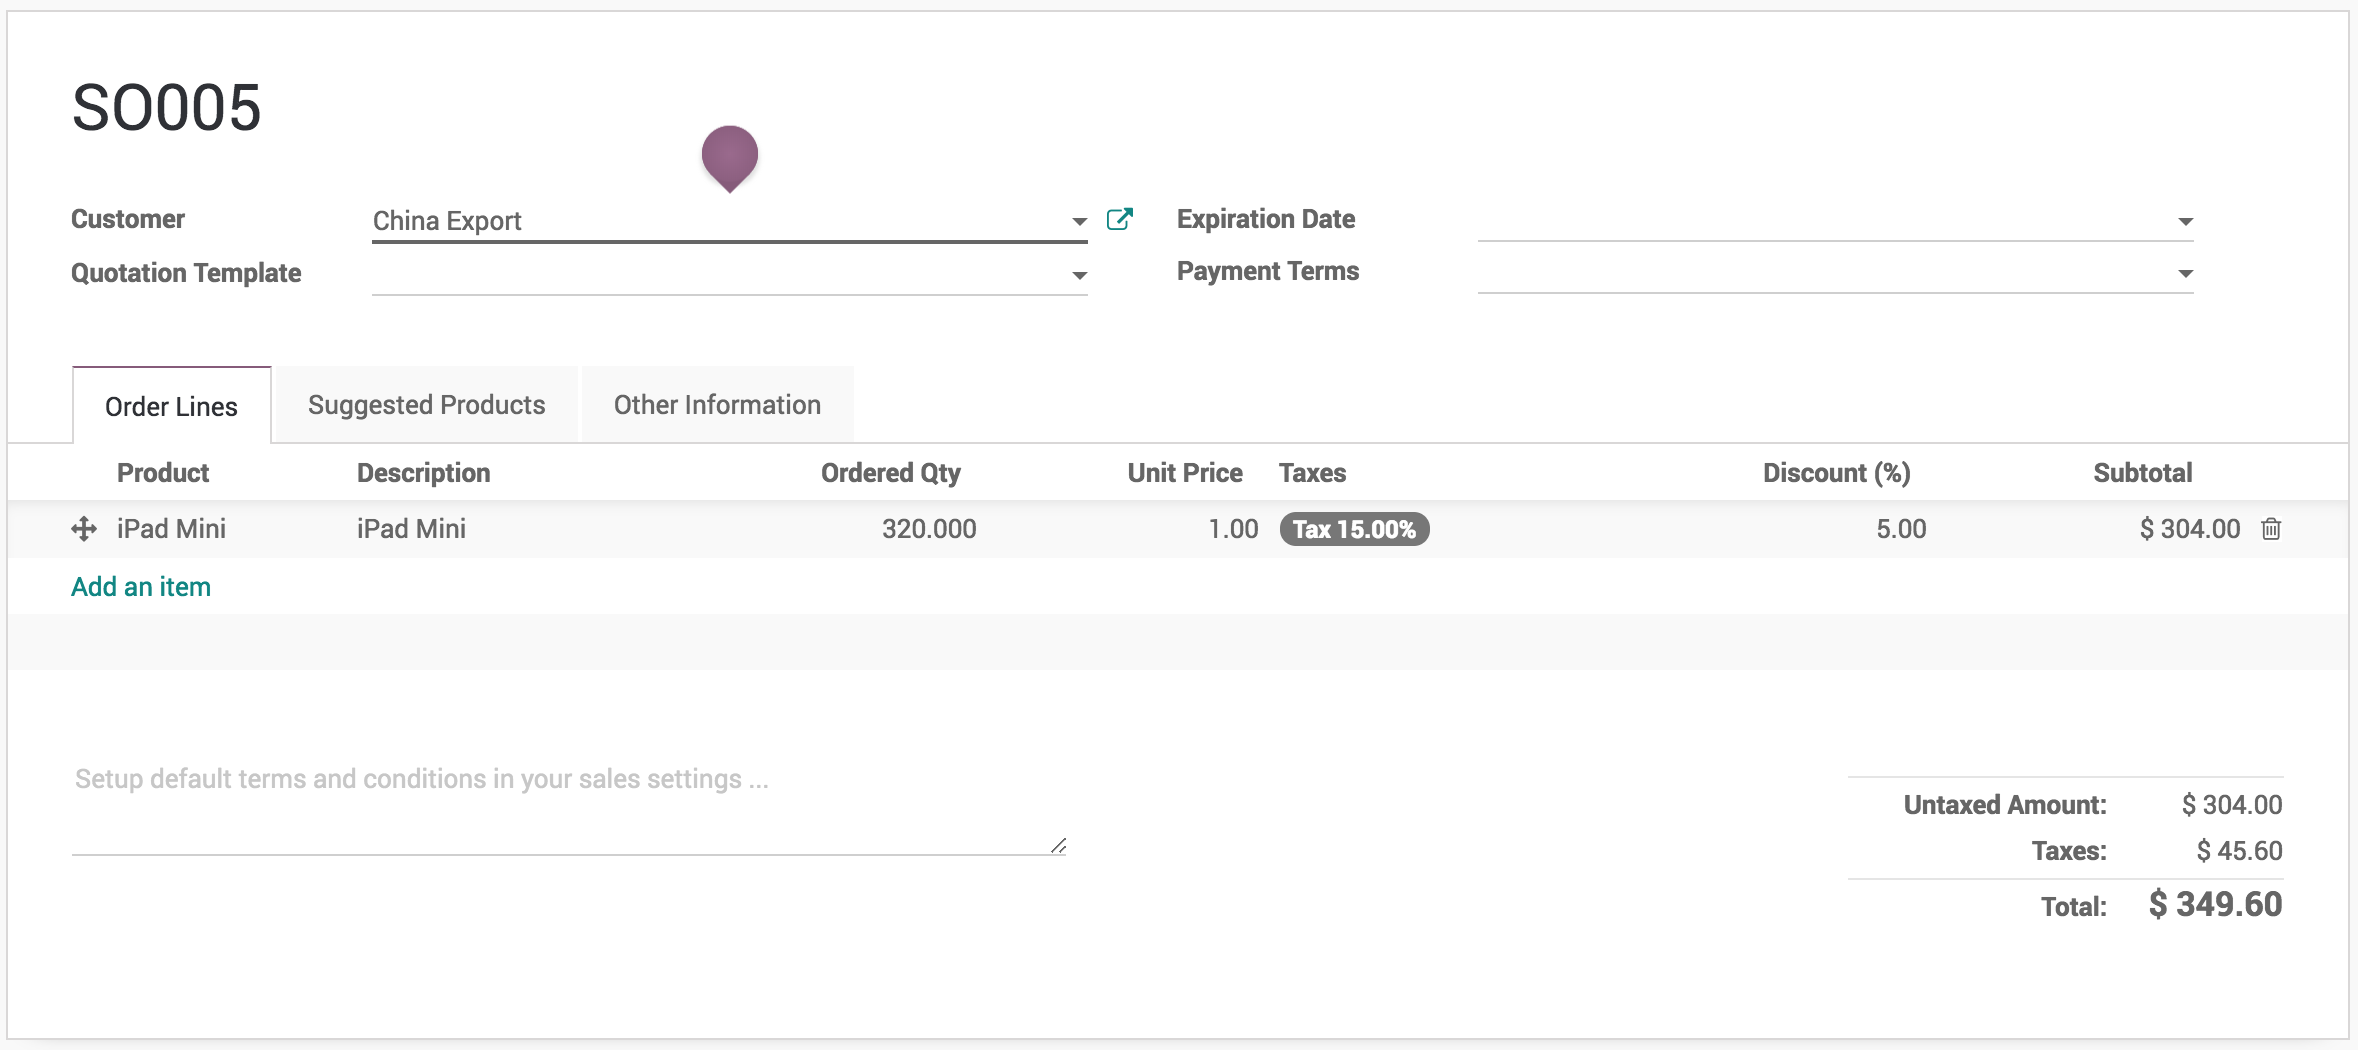 SO005
Customer China Export Expiration Date
Quotation Template Payment Terms
Order Lines Suggested Products Other Information
Product Description Ordered Qty Unit Price Taxes Discount (%) Subtotal
iPad Mini iPad Mini 320.000 1.00 Tax 15.00% 5.00 $ 304.00
Add an item
Setup default terms and conditions in your sales settings ...
Untaxed Amount: $ 304.00
Taxes: $ 45.60
Total: $ 349.60